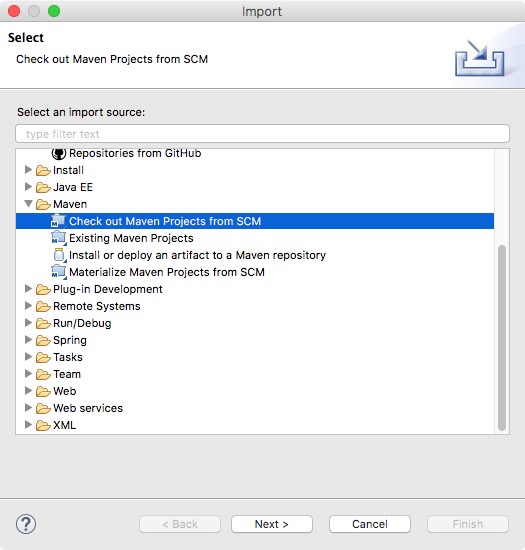 Import
Select
Check out Maven Projects from SCM
Select an import source:
type filter text
Repositories from GitHub
Install
Java EE
Maven
Check out Maven Projects from SCM
Existing Maven Projects
Install or deploy an artifact to a Maven repository
Materialize Maven Projects from SCM
Plug-in Development
Remote Systems
Run/Debug
Spring
Tasks
Team
Web
Web services
XML
? < Back Next > Cancel Finish